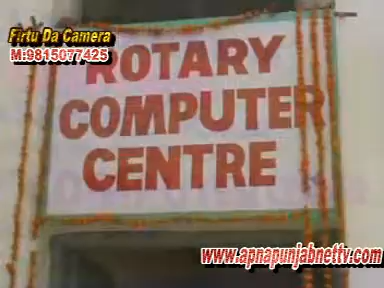 Firtu Da Camera
M:9815077425
ROTARY
COMPUTER
CENTRE
www.apnapunjabnettv.com